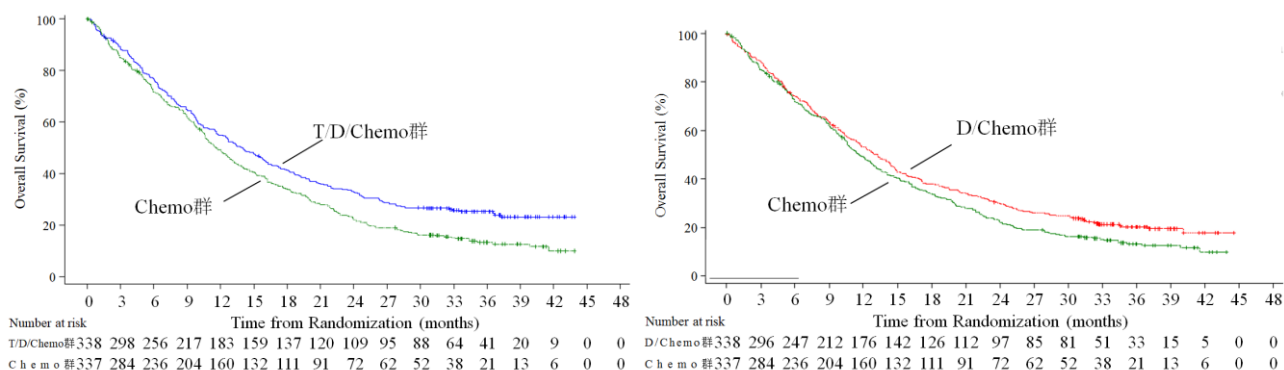 100
80
60
40
20
0
Overall Survival (%)
T/D/Chemo群
Chemo群
0 3 6 9 12 15 18 21 24 27 30 33 36 39 42 45 48
Number at risk
Time from Randomization (months)
T/D/Chemo群 338 298 256 217 183 159 137 120 109 95 88 64 41 20 9 0 0
Chemo群 337 284 236 204 160 132 111 91 72 62 52 38 21 13 6 0 0
100
80
60
40
20
0
Overall Survival (%)
D/Chemo群
Chemo群
0 3 6 9 12 15 18 21 24 27 30 33 36 39 42 45 48
Number at risk
Time from Randomization (months)
D/Chemo群 338 296 247 212 176 142 126 112 97 85 81 51 33 15 5 0 0
Chemo群 337 284 236 204 160 132 111 91 72 62 52 38 21 13 6 0 0